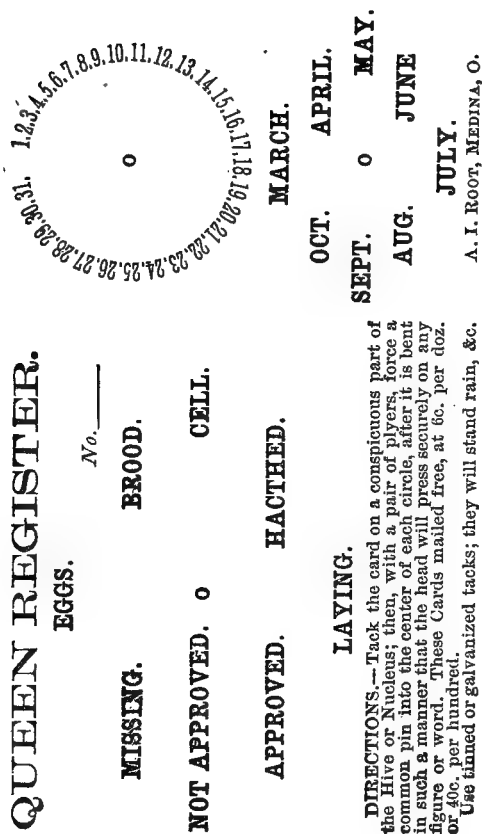 QUEEN REGISTER.
No.
EGGS.
MISSING. BROOD.
NOT APPROVED. o CELL.
APPROVED. HACTHED.
LAYING.
DIRECTIONS.—Tack the card on a conspicuous part of
the Hive or Nucleus; then, with a pair of plyers, force a
common pin into the center of each circle, after it is bent
in such a manner that the head will press securely on any
figure or word. These Cards mailed free, at 6c. per doz.
or 40c. per hundred.
Use tinned or galvanized tacks; they will stand rain, &c.
1.2.3.4.5.6.7.8.9.10.11.12.13.14.15.16.17.18.19.20.21.22.23.24.25.26.27.28.29.30.31.
o
MARCH.
OCT. APRIL.
SEPT. o MAY.
AUG. JUNE
JULY.
A. I. ROOT, MEDINA, O.